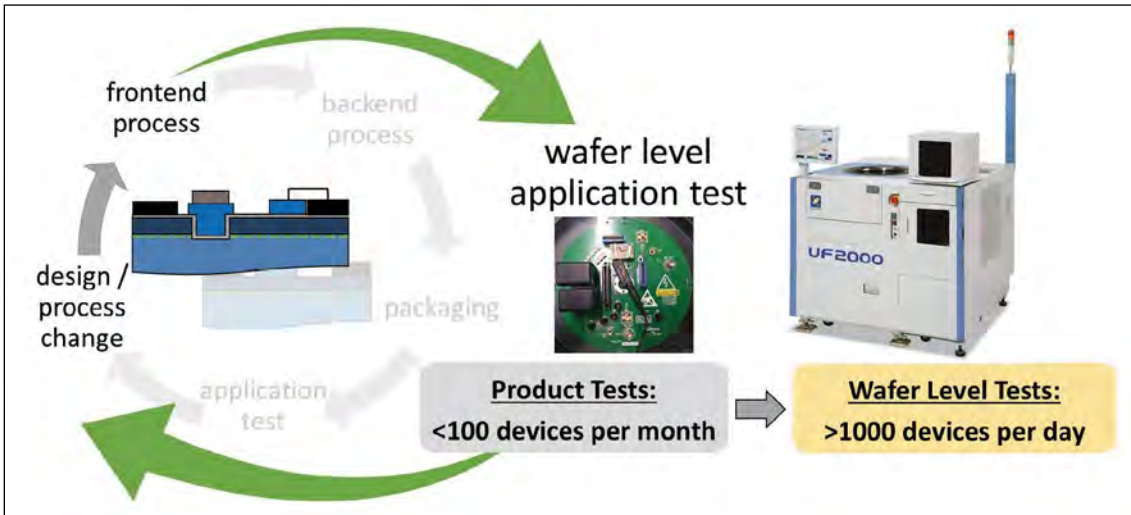 frontend
process
backend
process
wafer level
application test
design /
process
change
packaging
application
test
UF2000
Product Tests:
<100 devices per month
Wafer Level Tests:
>1000 devices per day